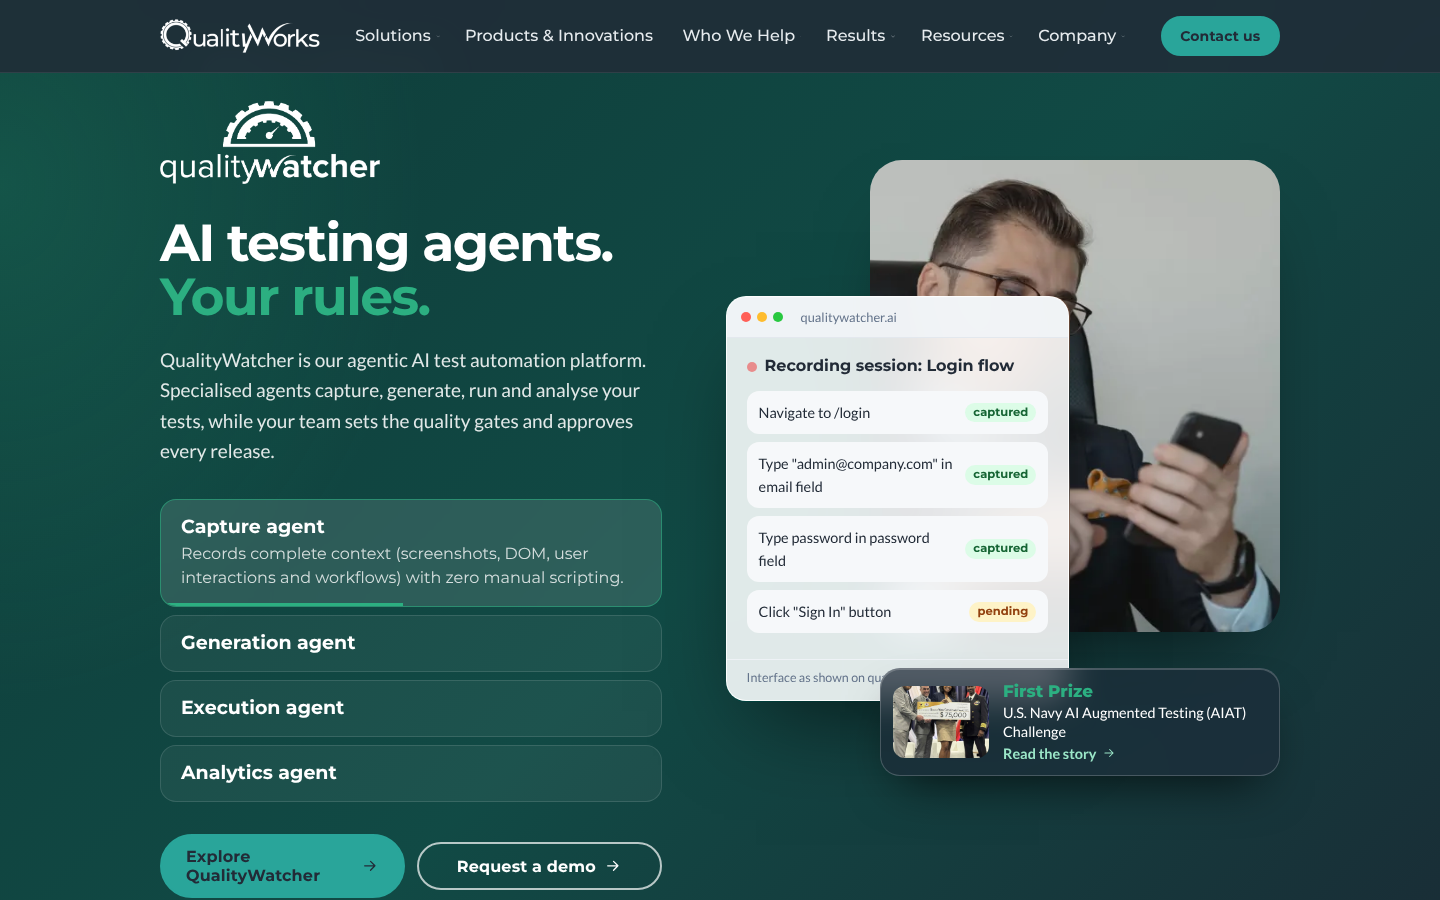 QualityWorks
Solutions
Products & Innovations
Who We Help
Results
Resources
Company
Contact us
qualitywatcher
AI testing agents.
Your rules.
QualityWatcher is our agentic AI test automation platform.
Specialised agents capture, generate, run and analyse your
tests, while your team sets the quality gates and approves
every release.
Capture agent
Records complete context (screenshots, DOM, user
interactions and workflows) with zero manual scripting.
Generation agent
Execution agent
Analytics agent
Explore
QualityWatcher →
Request a demo →
qualitywatcher.ai
Recording session: Login flow
Navigate to /login
captured
Type "admin@company.com" in
email field
captured
Type password in password
field
captured
Click "Sign In" button
pending
Interface as shown on
$75,000
First Prize
U.S. Navy AI Augmented Testing (AIAT)
Challenge
Read the story →